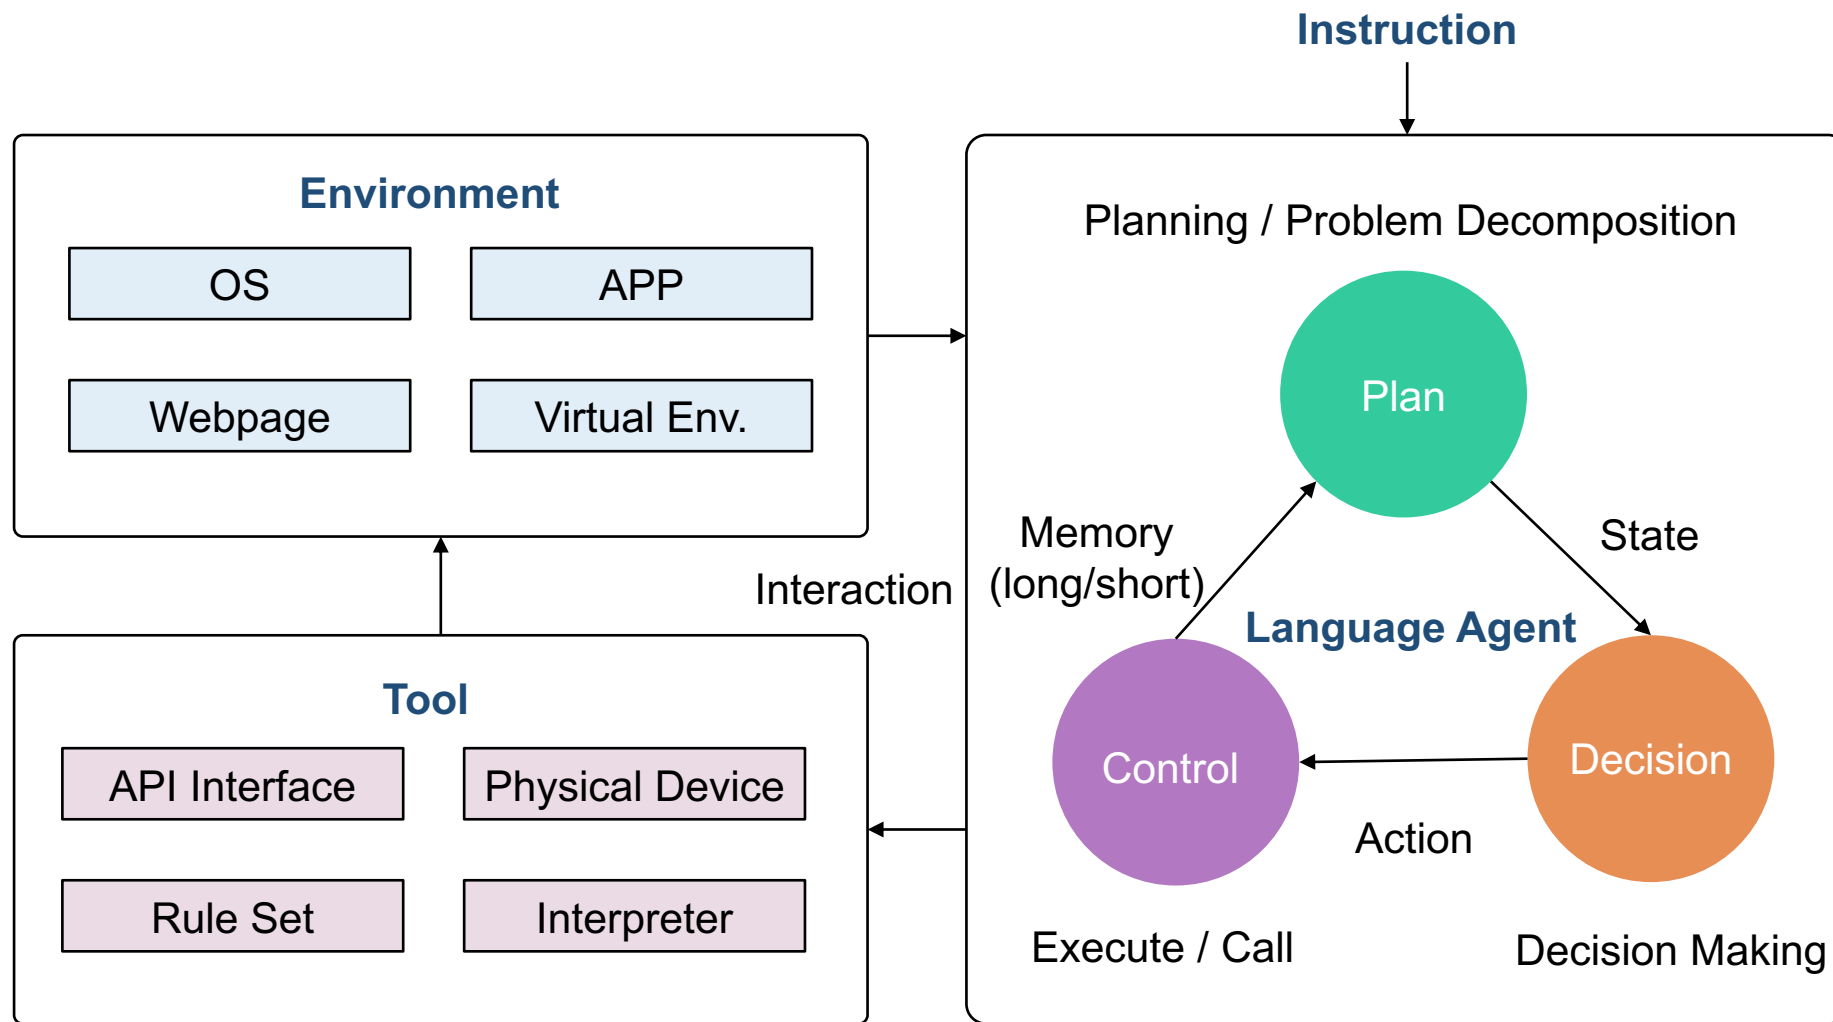 Instruction
Environment
OS
APP
Webpage
Virtual Env.
Interaction
Tool
API Interface
Physical Device
Rule Set
Interpreter
Planning / Problem Decomposition
Plan
Memory
(long/short)
State
Language Agent
Control
Decision
Action
Execute / Call
Decision Making